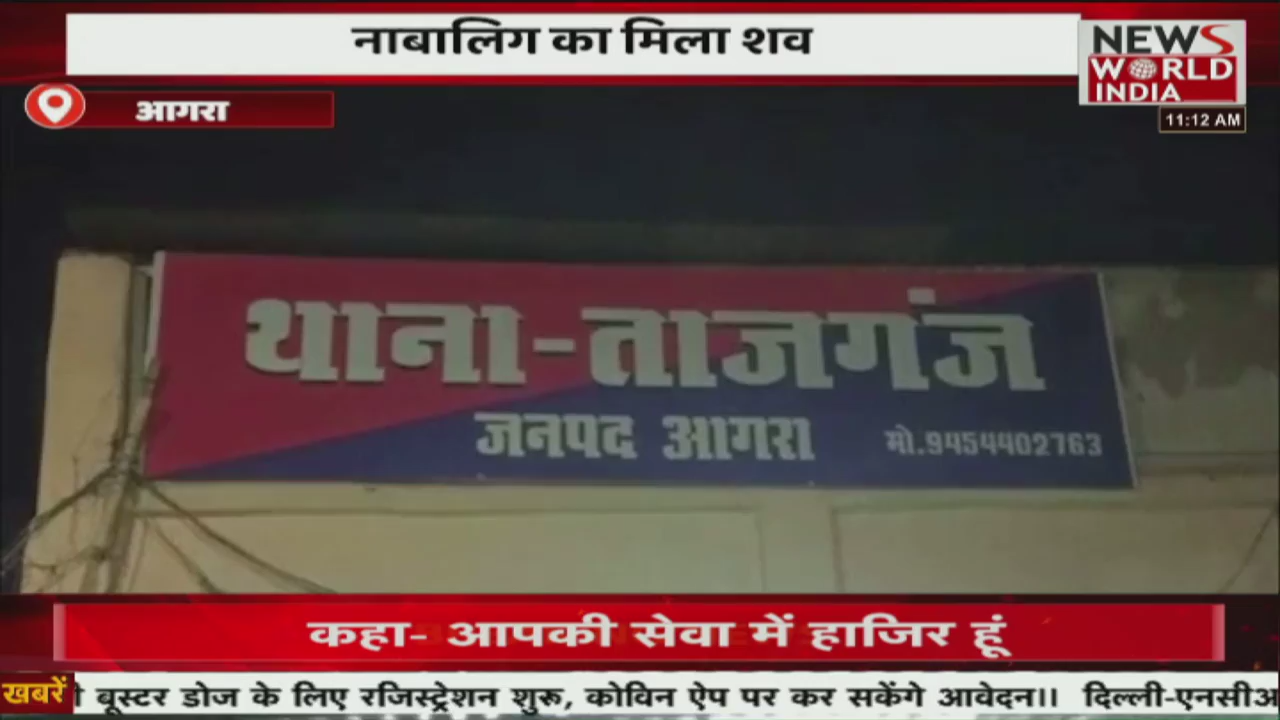 नाबालिग का मिला शव
NEWS
WORLD
INDIA
11:12 AM
आगरा
थाना-ताजगंज
जनपद आगरा मो.9454402763
कहा- आपकी सेवा में हाजिर हूं
खबरें बूस्टर डोज के लिए रजिस्ट्रेशन शुरू, कोविन ऐप पर कर सकेंगे आवेदन।।